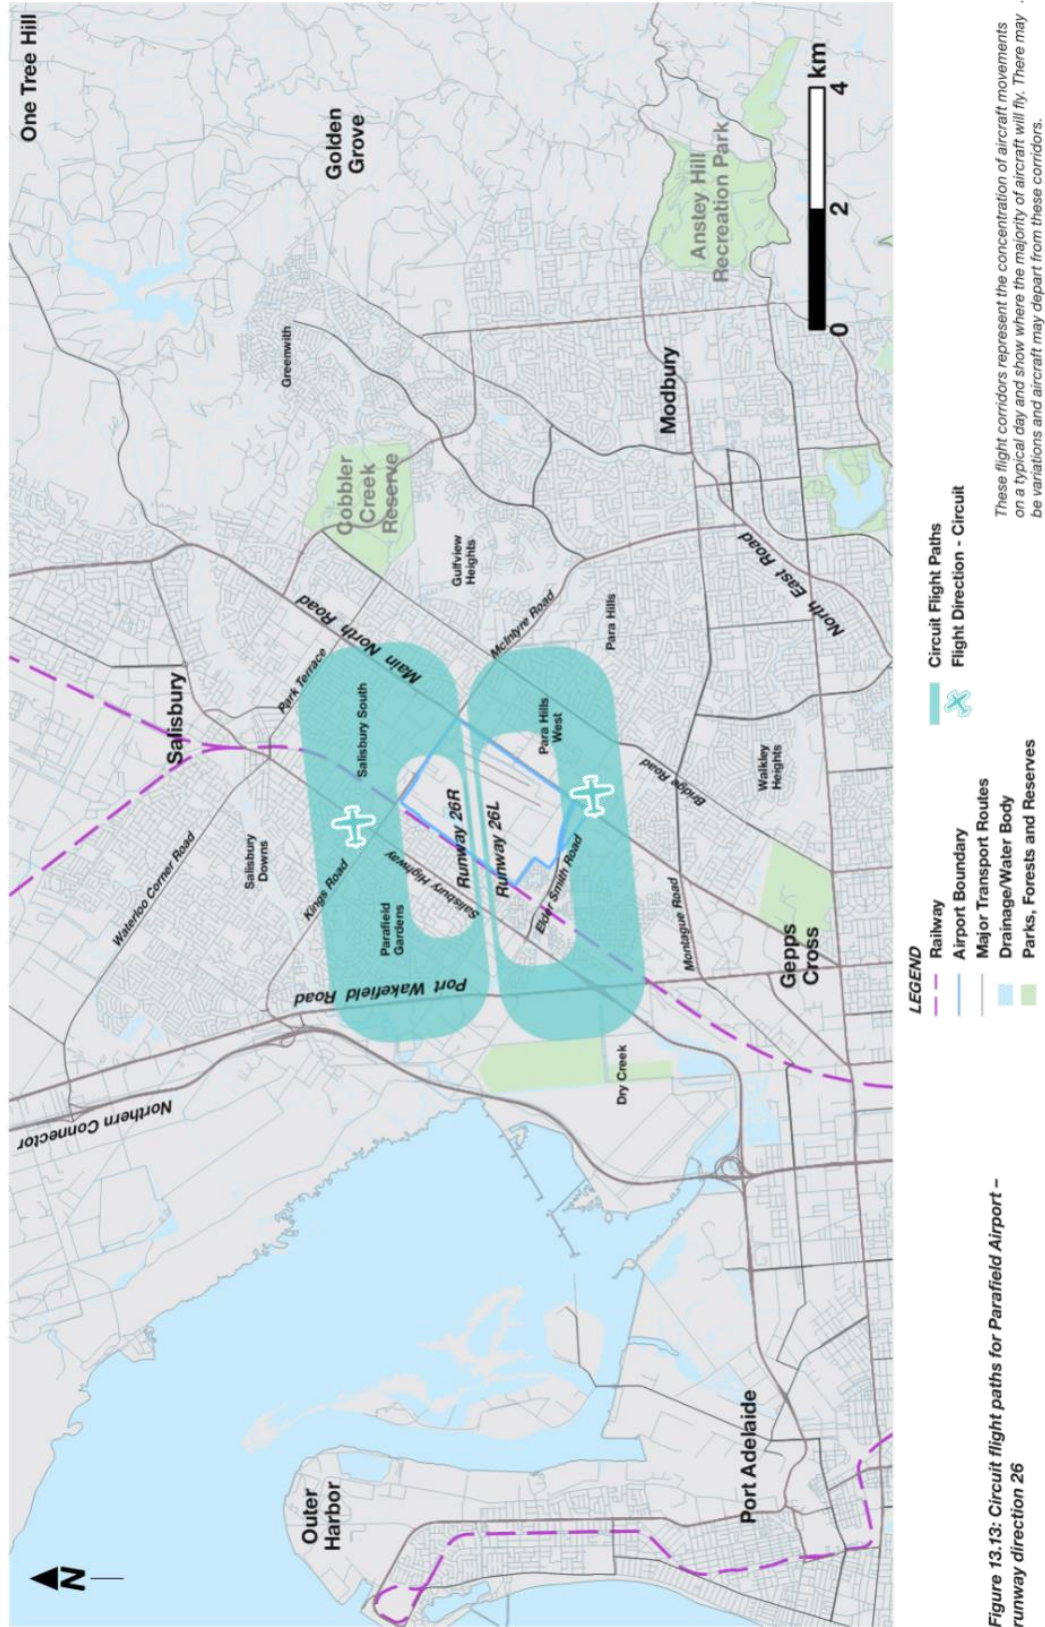 One Tree Hill
Golden
Grove
Greenwith
Salisbury
Cobbler
Creek
Reserve
Anstey Hill
Recreation Park
Modbury
Gulfview
Heights
Main North Road
Park Terrace
McIntyre Road
Para Hills
North East Road
Salisbury South
Para Hills
West
Waterloo Corner Road
Salisbury
Downs
Kings Road
Salisbury Highway
Runway 26R
Runway 26L
Elder Smith Road
Bridge Road
Walkley
Heights
Parafield
Gardens
Montague Road
Port Wakefield Road
Gepps
Cross
Northern Connector
Dry Creek
Outer
Harbor
Port Adelaide
N
0 2 4 km
LEGEND
Railway
Airport Boundary
Major Transport Routes
Drainage/Water Body
Parks, Forests and Reserves
Circuit Flight Paths
Flight Direction - Circuit
Figure 13.13: Circuit flight paths for Parafield Airport –
runway direction 26
These flight corridors represent the concentration of aircraft movements
on a typical day and show where the majority of aircraft will fly. There may
be variations and aircraft may depart from these corridors.